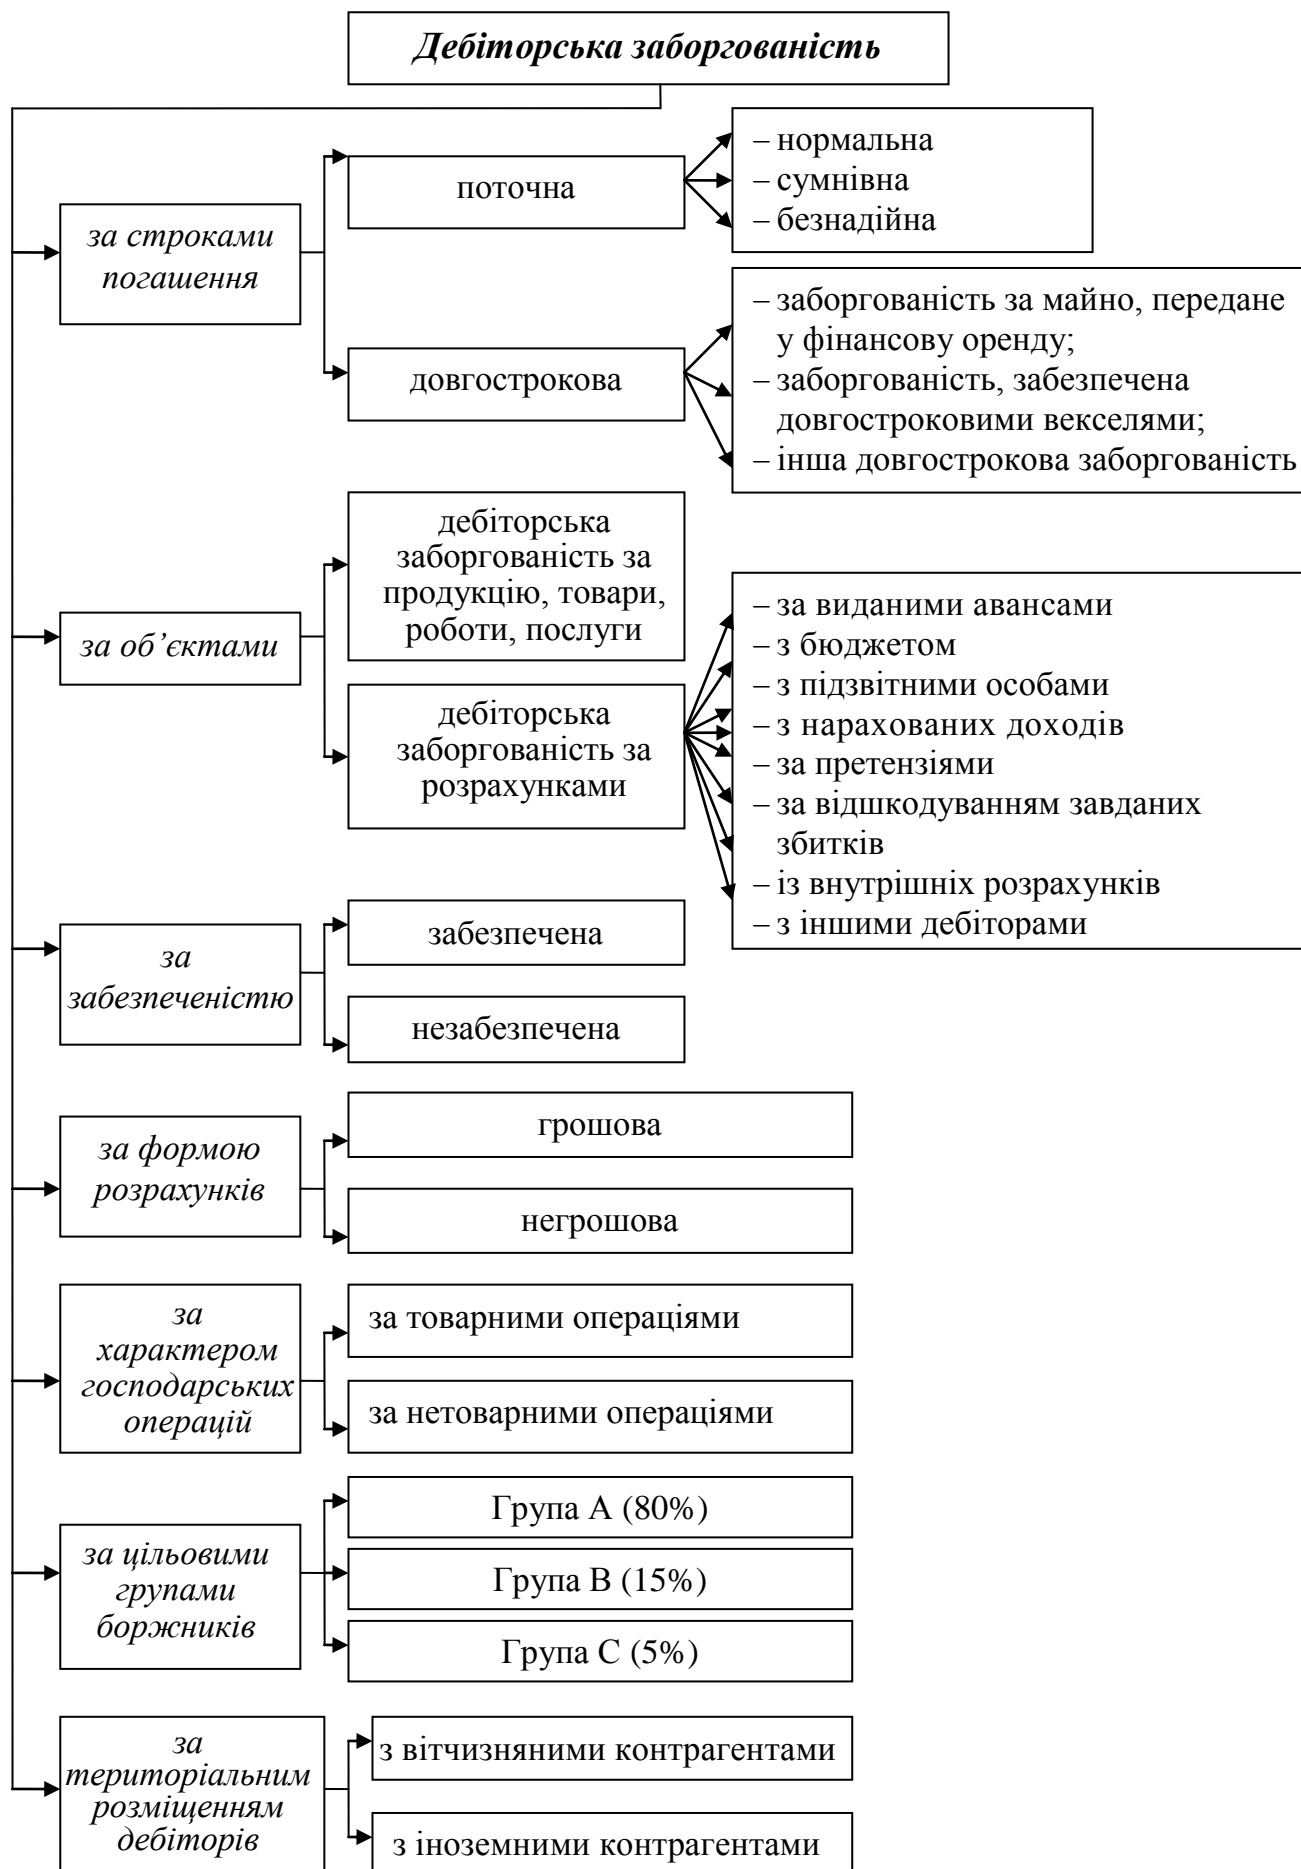 Дебіторська заборгованість
за строками
погашення
поточна
– нормальна
– сумнівна
– безнадійна
довгострокова
– заборгованість за майно, передане
у фінансову оренду;
– заборгованість, забезпечена
довгостроковими векселями;
– інша довгострокова заборгованість
за об’єктами
дебіторська
заборгованість за
продукцію, товари,
роботи, послуги
дебіторська
заборгованість за
розрахунками
– за виданими авансами
– з бюджетом
– з підзвітними особами
– з нарахованих доходів
– за претензіями
– за відшкодуванням завданих
збитків
– із внутрішніх розрахунків
– з іншими дебіторами
за
забезпеченістю
забезпечена
незабезпечена
за формою
розрахунків
грошова
негрошова
за
характером
господарських
операцій
за товарними операціями
за нетоварними операціями
за цільовими
групами
боржників
Група А (80%)
Група В (15%)
Група С (5%)
за
територіальним
розміщенням
дебіторів
з вітчизняними контрагентами
з іноземними контрагентами